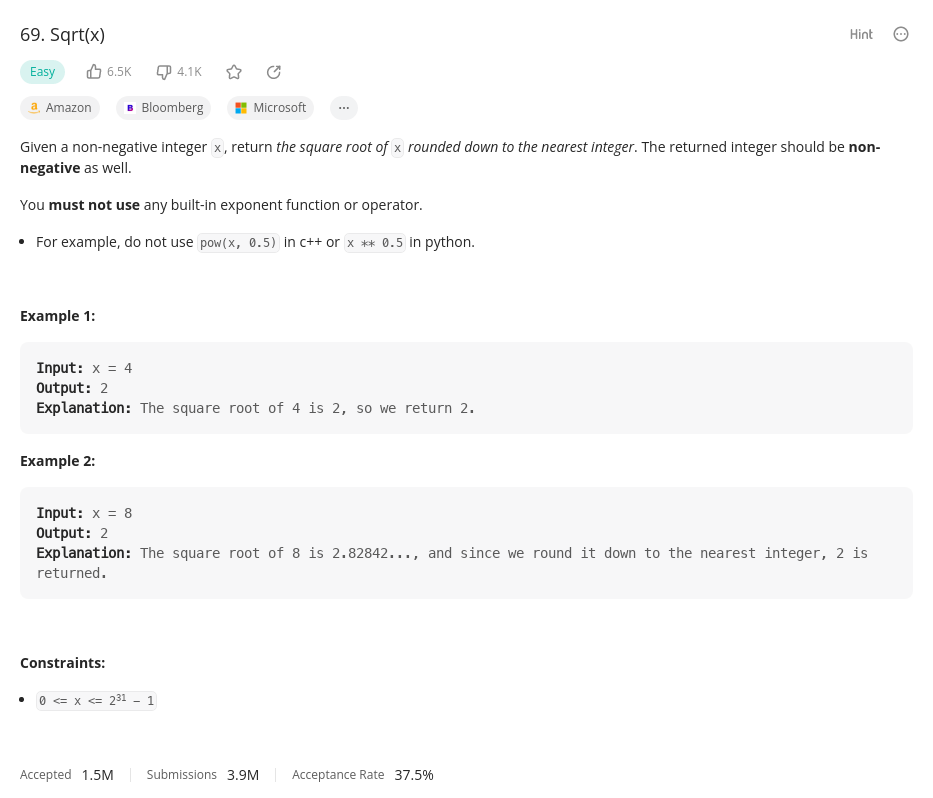 69. Sqrt(x)
Hint
Easy 6.5K 4.1K
Amazon Bloomberg Microsoft ...
Given a non-negative integer x, return the square root of x rounded down to the nearest integer. The returned integer should be non-
negative as well.
You must not use any built-in exponent function or operator.
• For example, do not use pow(x, 0.5) in c++ or x ** 0.5 in python.
Example 1:
Input: x = 4
Output: 2
Explanation: The square root of 4 is 2, so we return 2.
Example 2:
Input: x = 8
Output: 2
Explanation: The square root of 8 is 2.82842..., and since we round it down to the nearest integer, 2 is
returned.
Constraints:
• 0 <= x <= 2³¹ - 1
Accepted 1.5M Submissions 3.9M Acceptance Rate 37.5%